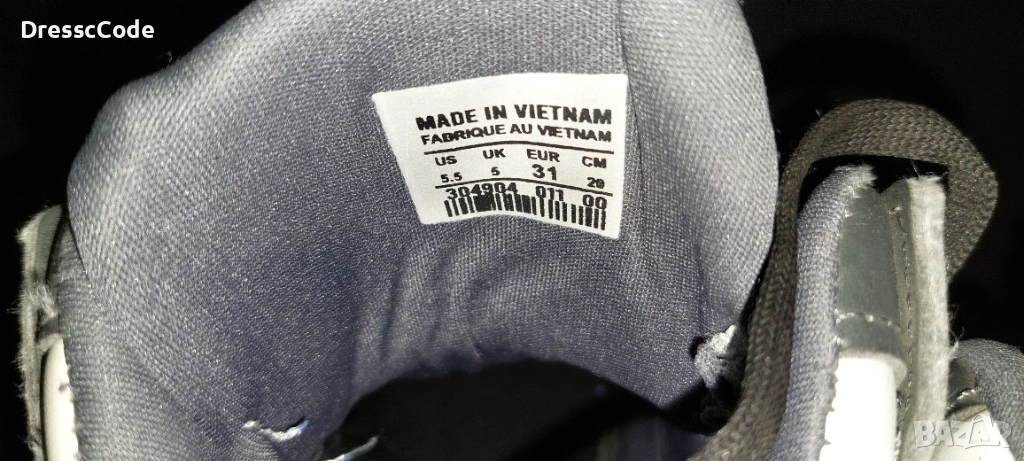 DresscCode
MADE IN VIETNAM
FABRIQUE AU VIETNAM
US UK EUR CM
5.5 5 31 20
304904 011 00
BAZAR